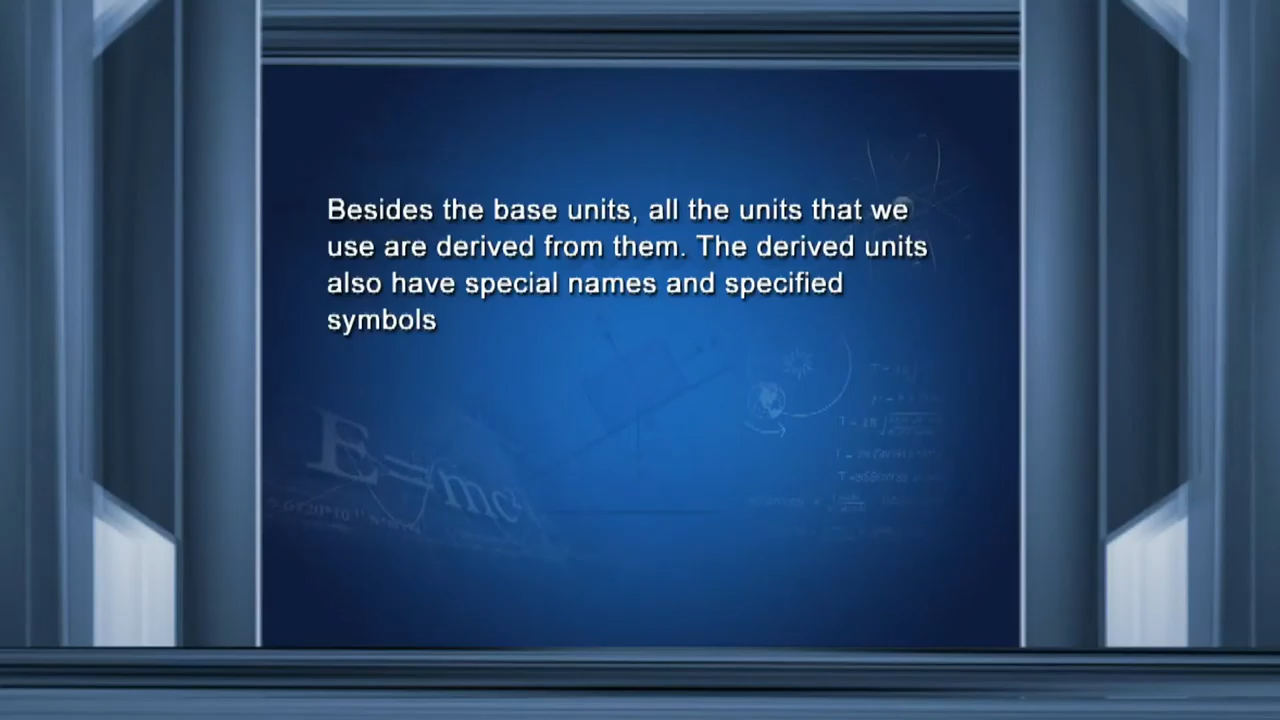 Besides the base units, all the units that we
use are derived from them. The derived units
also have special names and specified
symbols
E=mc²